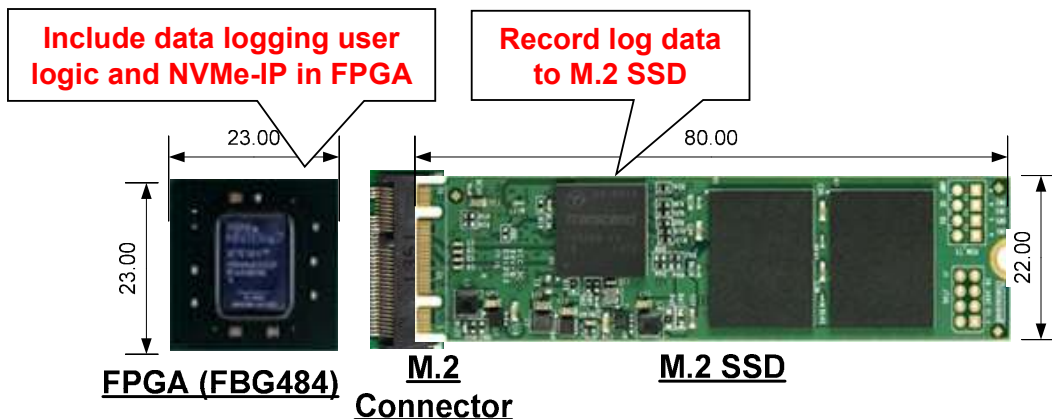 Include data logging user
logic and NVMe-IP in FPGA
Record log data
to M.2 SSD
23.00
80.00
23.00
22.00
FPGA (FBG484)
M.2
Connector
M.2 SSD
transcend